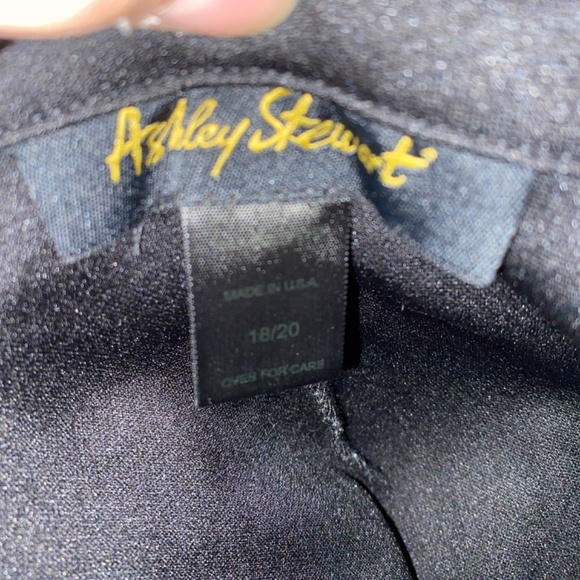 Ashley Stewart®
MADE IN U.S.A.
18/20
OVER FOR CARE